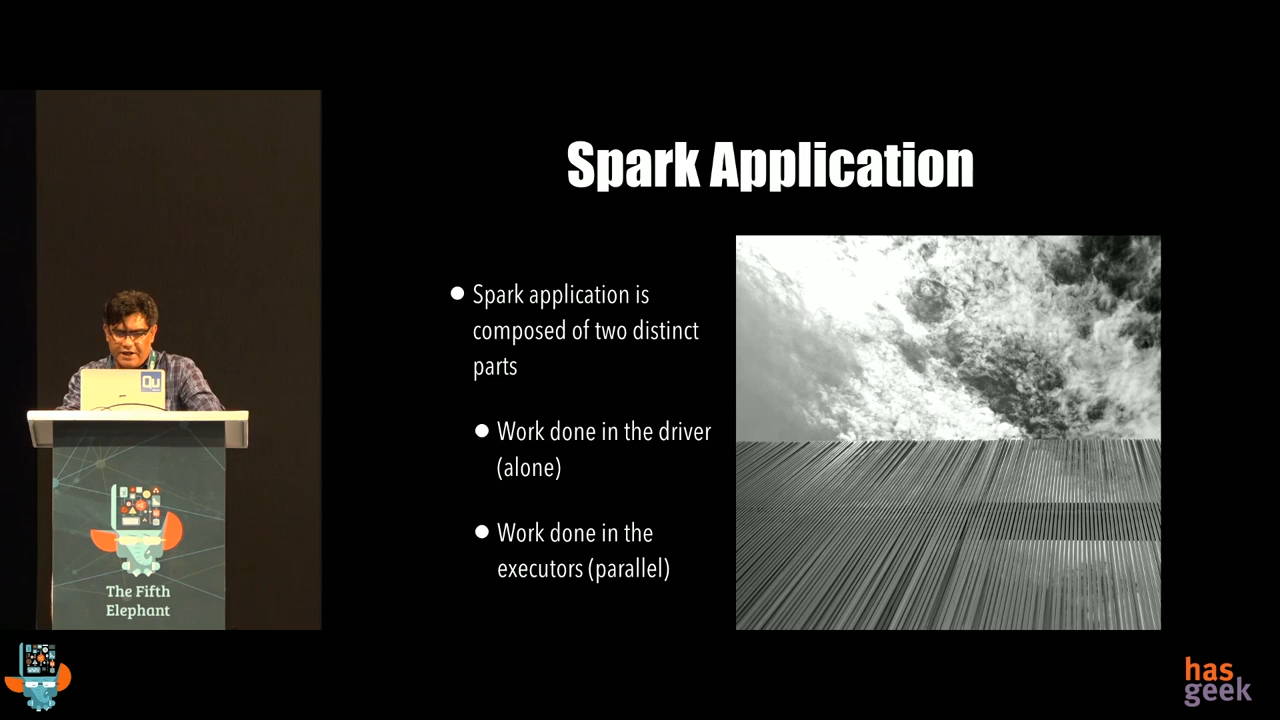 Spark Application
Spark application is
composed of two distinct
parts
Work done in the driver
(alone)
Work done in the
executors (parallel)
Qu
The Fifth
Elephant
has
geek